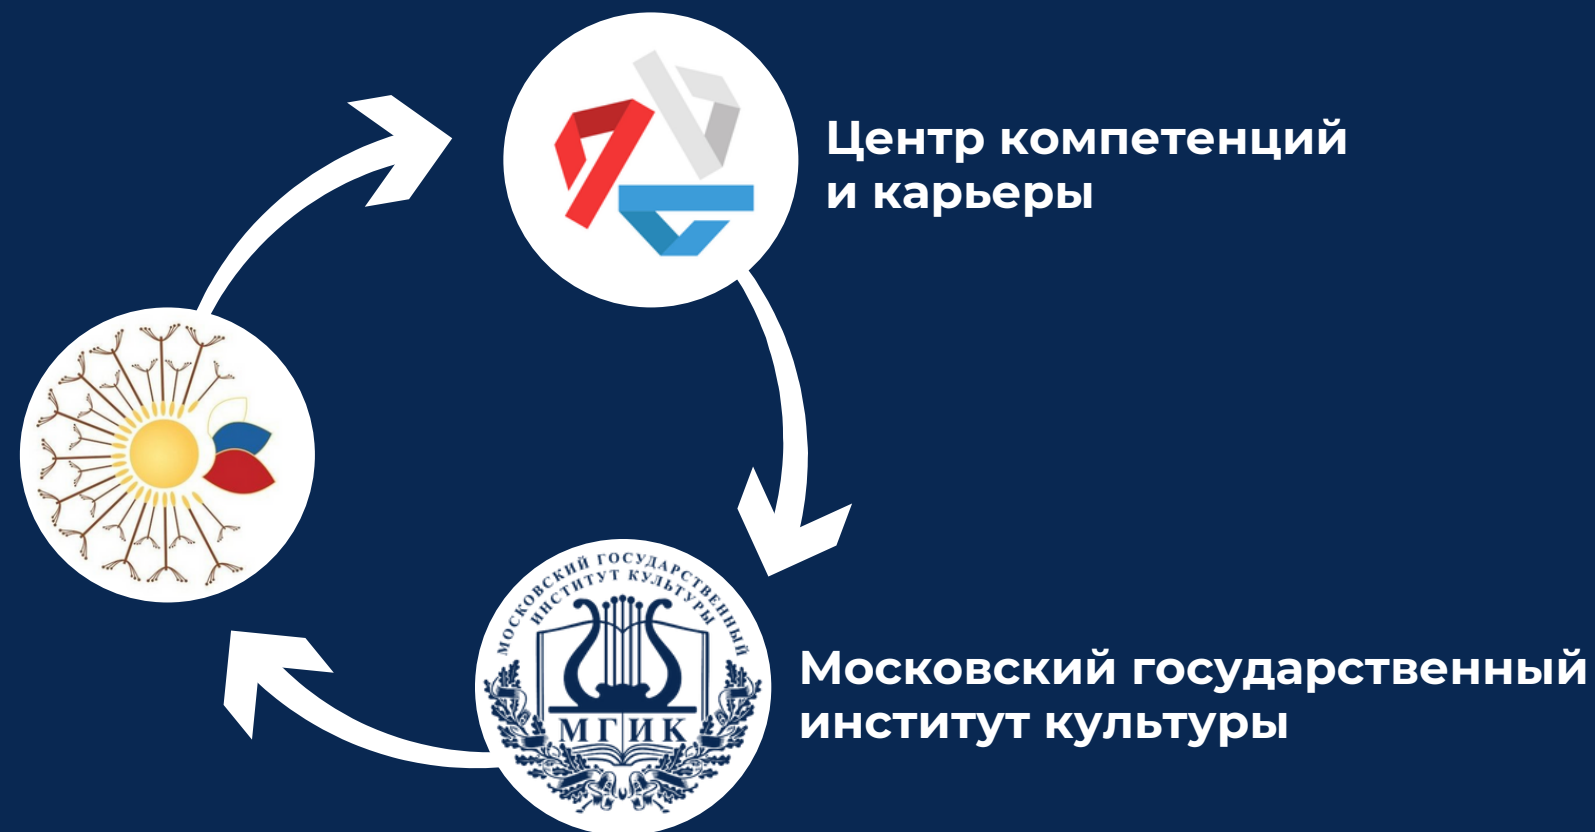 Центр компетенций
и карьеры
МОСКОВСКИЙ ГОСУДАРСТВЕННЫЙ
ИНСТИТУТ КУЛЬТУРЫ
МГИК
Московский государственный
институт культуры